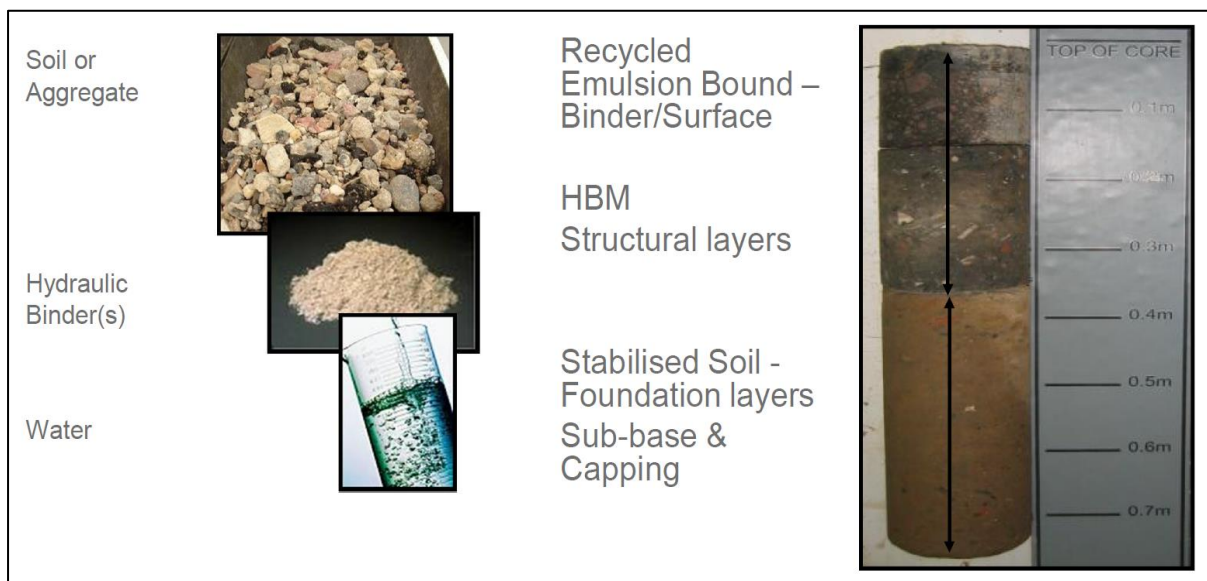 Soil or
Aggregate
Hydraulic
Binder(s)
Water
Recycled
Emulsion Bound –
Binder/Surface
HBM
Structural layers
Stabilised Soil -
Foundation layers
Sub-base &
Capping
TOP OF CORE
0.1m
0.3m
0.4m
0.5m
0.6m
0.7m